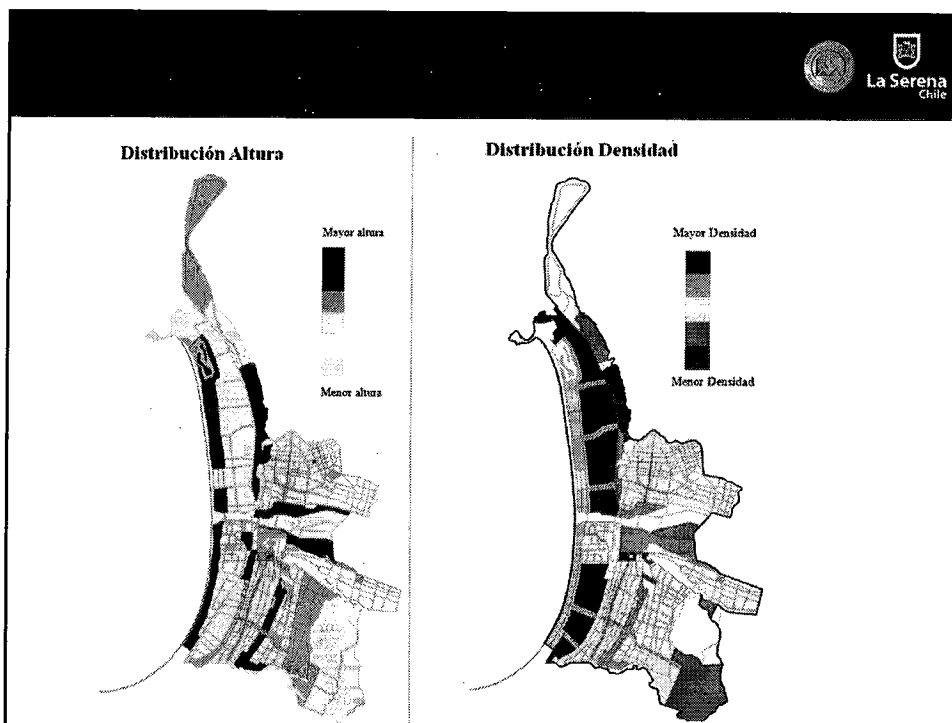 La Serena
Chile
Distribución Altura
Mayor altura
Menor altura
Distribución Densidad
Mayor Densidad
Menor Densidad